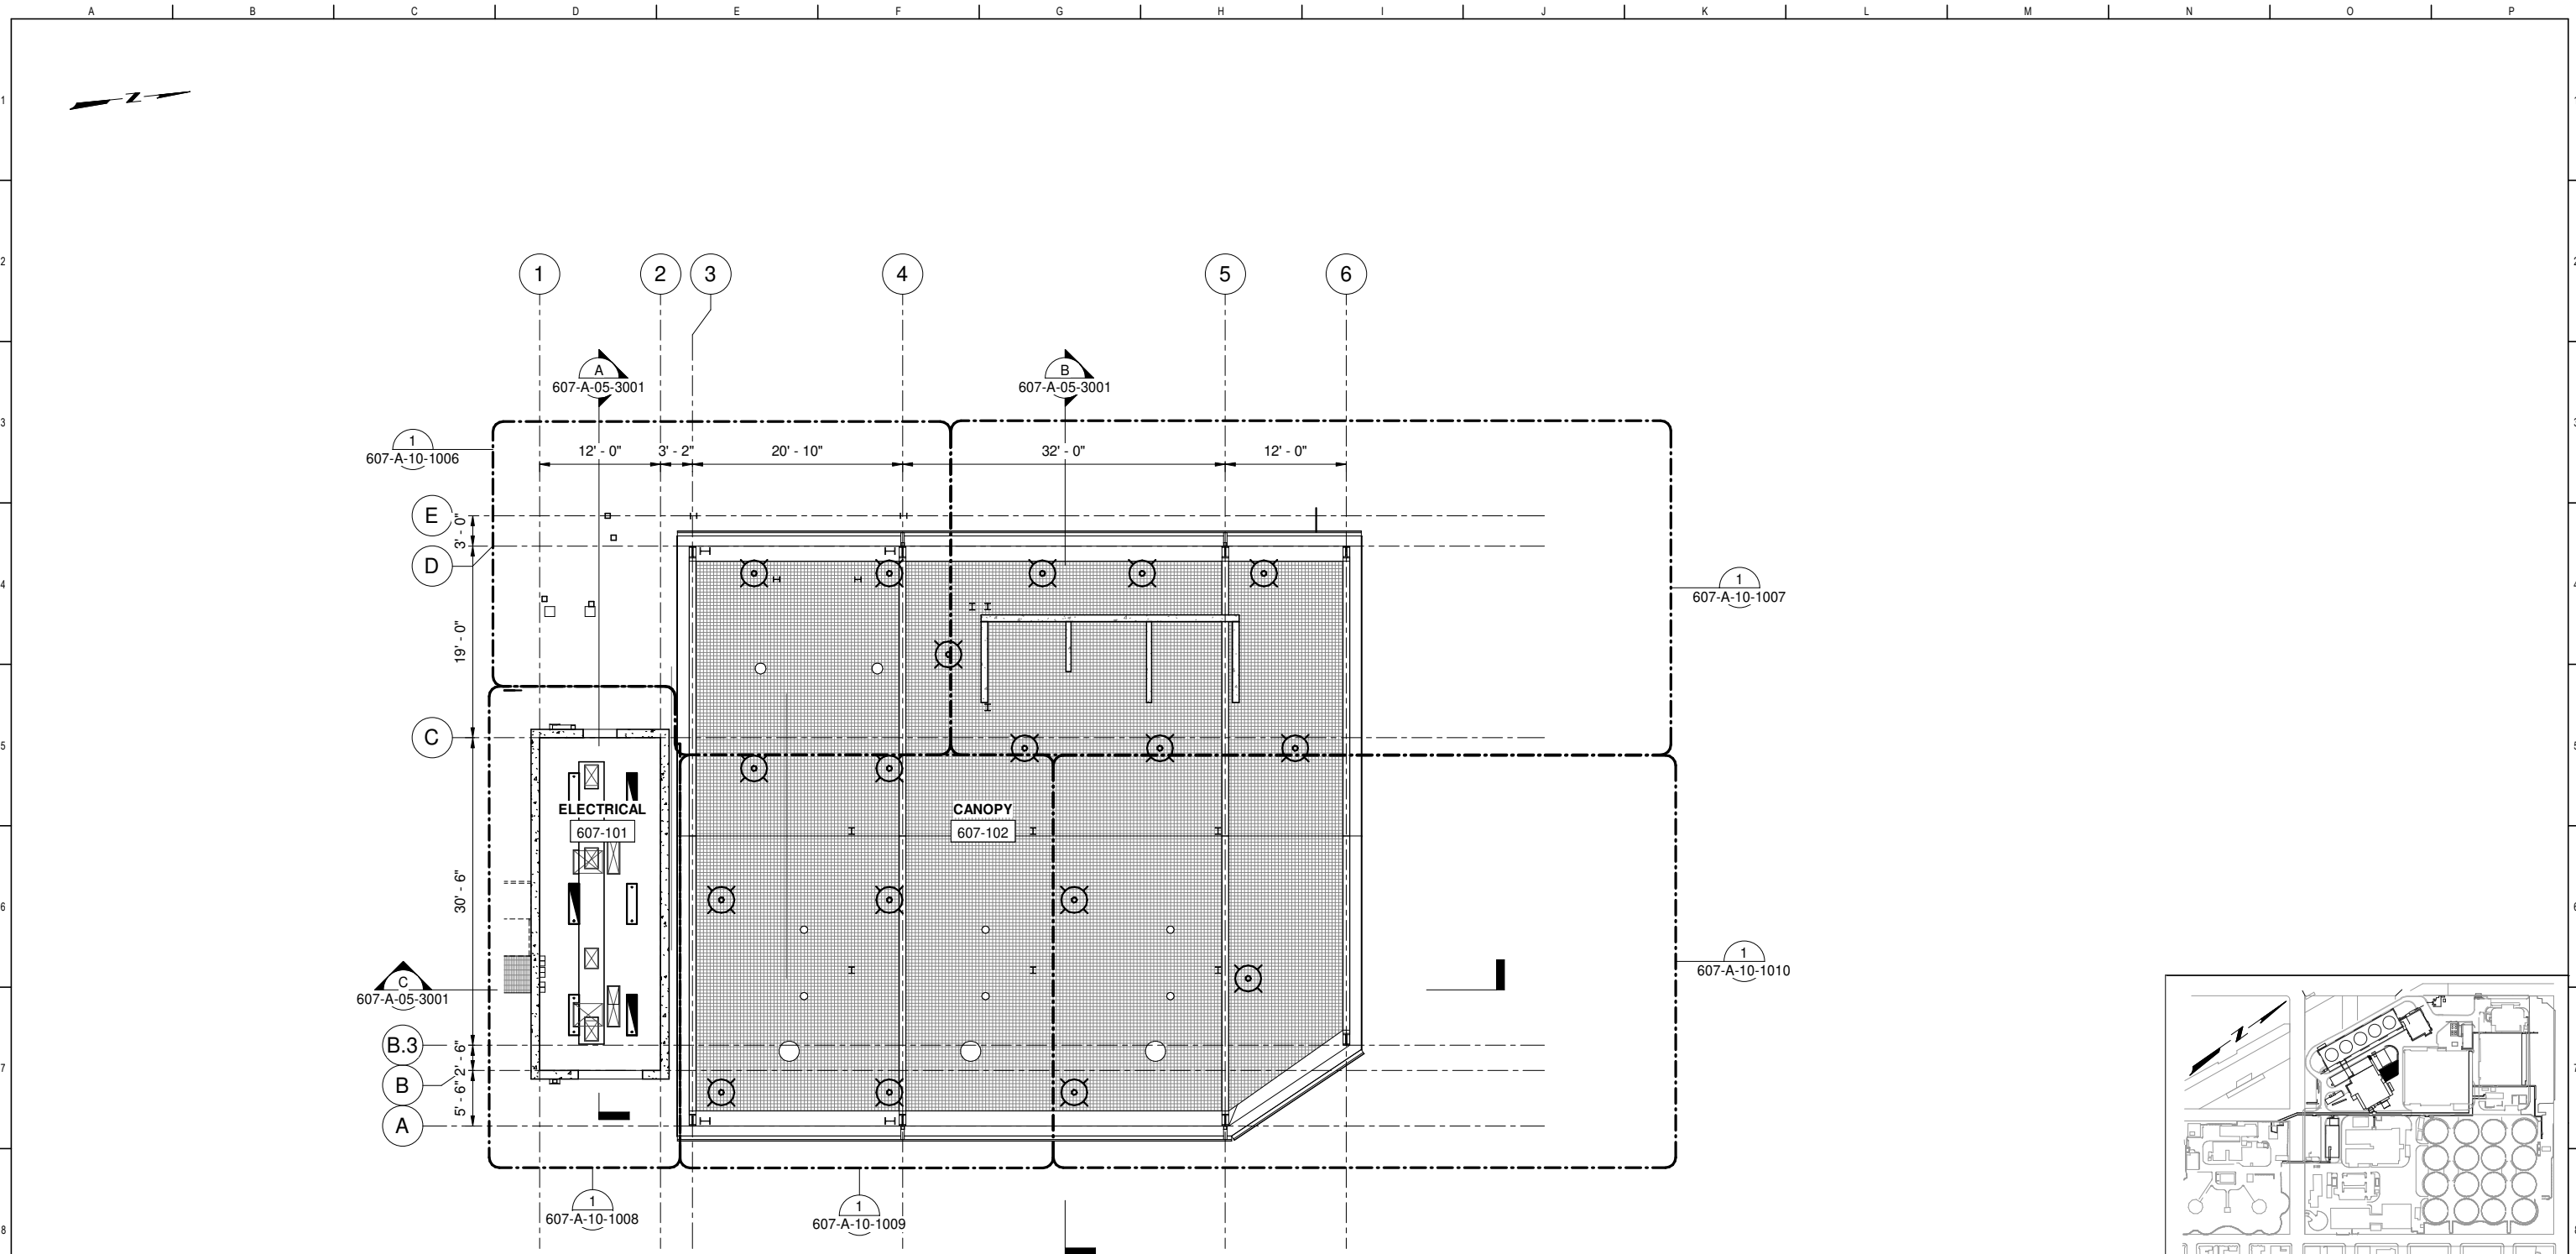 A B C D E F G H I J K L M N O P
1
N
2
1 2 3 4 5 6
A
607-A-05-3001
B
607-A-05-3001
3
1
607-A-10-1006
12' - 0" 3' - 2" 20' - 10" 32' - 0" 12' - 0"
E
3' - 0"
D
4
1
607-A-10-1007
19' - 0"
C
5
ELECTRICAL
607-101
CANOPY
607-102
30' - 6"
6
1
607-A-10-1010
C
607-A-05-3001
N
B.3
2' - 6"
7
B
5' - 6"
A
1
607-A-10-1008
1
607-A-10-1009
8